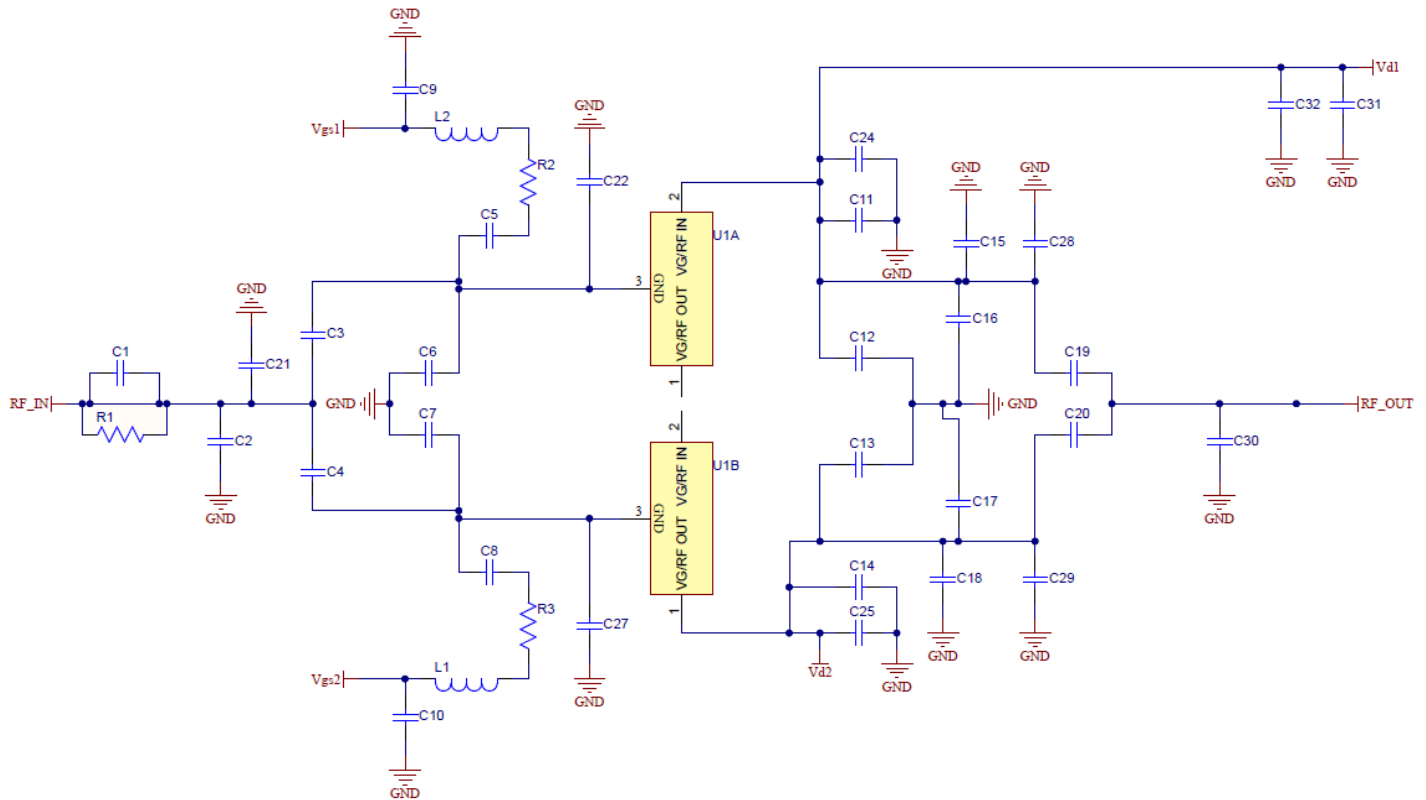 GND
C9
Vgs1
L2
R2
C5
GND
C22
2
VG/RF IN
U1A
3
GND
VG/RF OUT
1
GND
C3
C21
C1
C6
RF_IN
GND
R1
C7
C2
C4
GND
2
VG/RF IN
U1B
3
GND
VG/RF OUT
1
C8
R3
C27
L1
Vgs2
GND
C10
GND
Vd1
C32
C31
GND
GND
C24
C11
GND
GND
GND
C15
C28
C16
C12
C19
GND
RF_OUT
C20
C30
C13
C17
GND
C14
C18
C29
C25
Vd2
GND
GND
GND